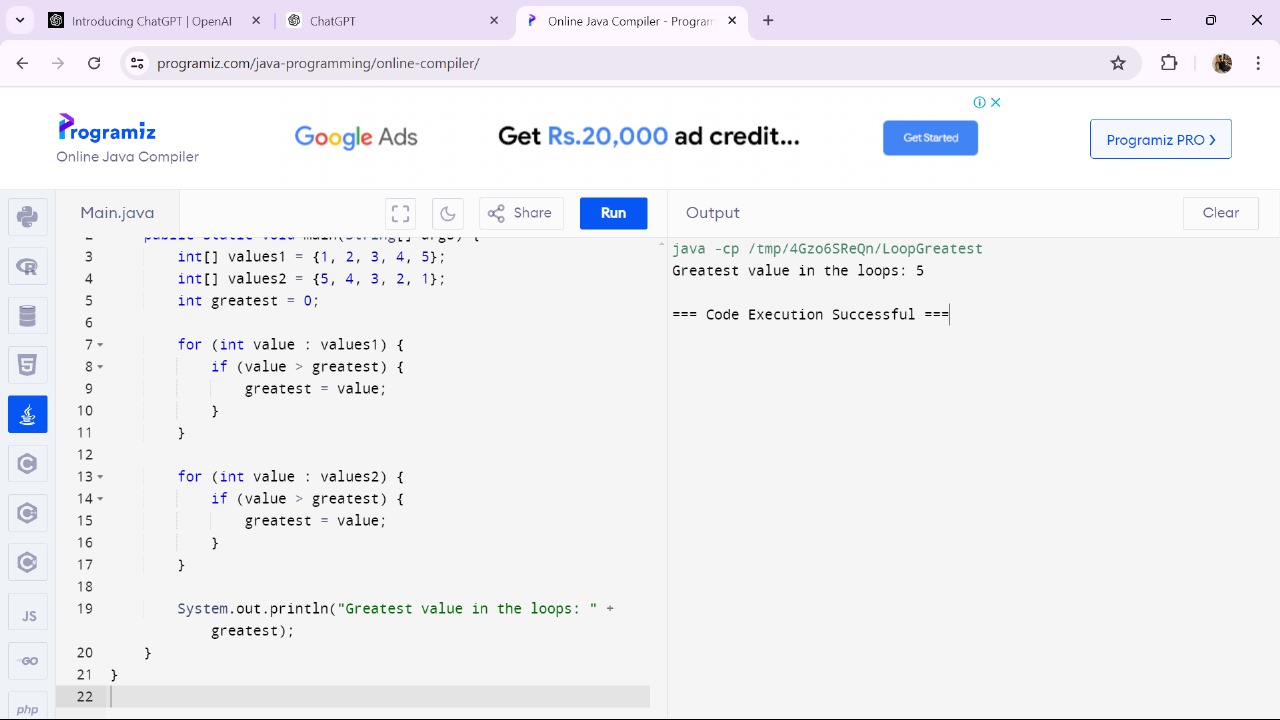 Introducing ChatGPT | OpenAI
ChatGPT
Online Java Compiler - Program
programiz.com/java-programming/online-compiler/
Programiz
Online Java Compiler
Google Ads
Get Rs.20,000 ad credit...
Get Started
Programiz PRO >
Main.java
Share
Run
Output
Clear
2 public static void main(String[] args) {
3 int[] values1 = {1, 2, 3, 4, 5};
4 int[] values2 = {5, 4, 3, 2, 1};
5 int greatest = 0;
6
7 for (int value : values1) {
8 if (value > greatest) {
9 greatest = value;
10 }
11 }
12
13 for (int value : values2) {
14 if (value > greatest) {
15 greatest = value;
16 }
17 }
18
19 System.out.println("Greatest value in the loops: " +
greatest);
20 }
21 }
22
java -cp /tmp/4Gzo6SReQn/LoopGreatest
Greatest value in the loops: 5
=== Code Execution Successful ===
JS
GO
php